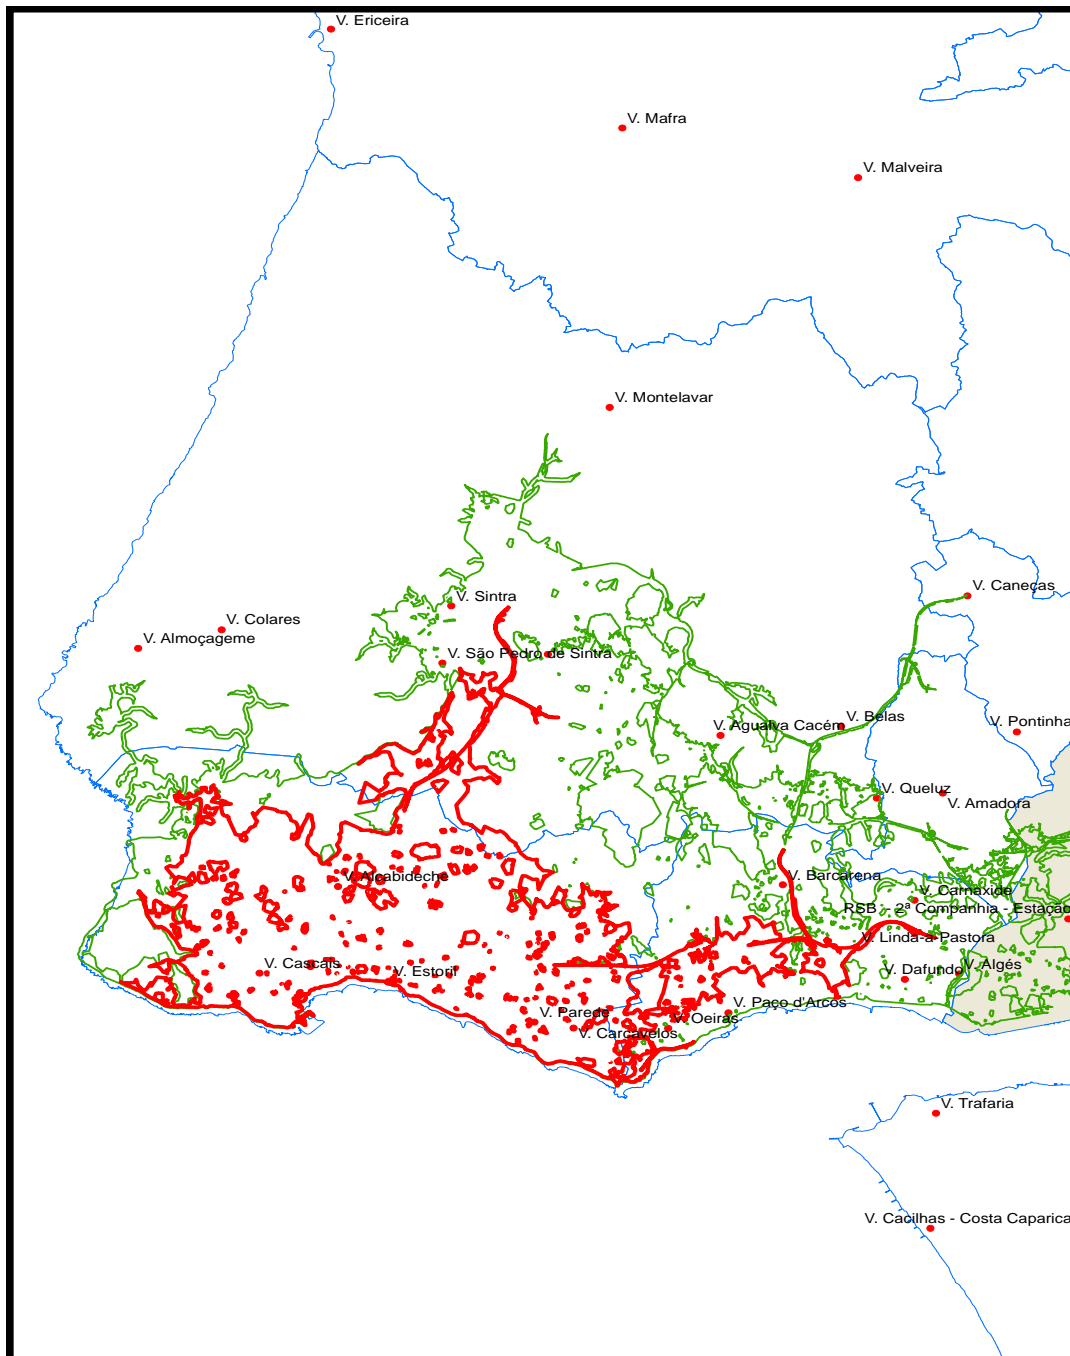 V. Ericeira
V. Mafra
V. Malveira
V. Montelavar
V. Caneças
V. Sintra
V. Colares
V. Almoçageme
V. São Pedro de Sintra
V. Belas
V. Agualva Cacém
V. Pontinha
V. Queluz
V. Amadora
V. Alcabideche
V. Barcarena
V. Carnaxide
RSB - 2ª Companhia - Estação
V. Linda-a-Pastora
V. Cascais
V. Estoril
V. Dafundo
V. Algés
V. Paço d'Arcos
V. Parede
V. Oeiras
V. Carcavelos
V. Trafaria
V. Cacilhas - Costa Caparica